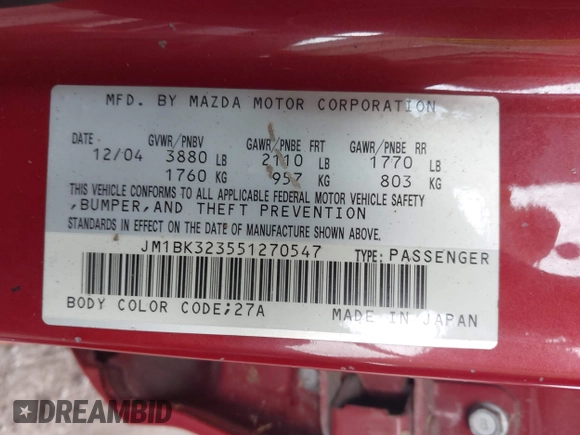 MFD. BY MAZDA MOTOR CORPORATION
DATE GVWR/PNBV GAWR/PNBE FRT GAWR/PNBE RR
12/04 3880 LB 2110 LB 1770 LB
1760 KG 957 KG 803 KG
THIS VEHICLE CONFORMS TO ALL APPLICABLE FEDERAL MOTOR VEHICLE SAFETY
,BUMPER,AND THEFT PREVENTION
STANDARDS IN EFFECT ON THE DATE OF MANUFACTURE SHOWN ABOVE.
JM1BK323551270547 TYPE: PASSENGER
BODY COLOR CODE;27A MADE IN JAPAN
DREAMBID